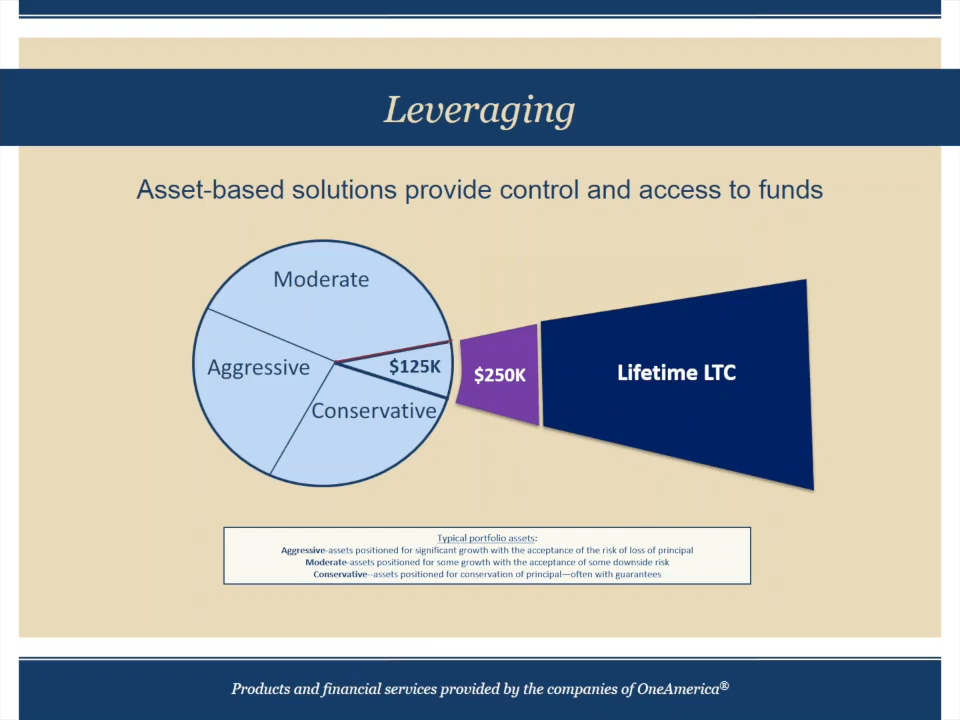 Leveraging
Asset-based solutions provide control and access to funds
Moderate
Aggressive
$125K
Conservative
$250K
Lifetime LTC
Typical portfolio assets:
Aggressive-assets positioned for significant growth with the acceptance of the risk of loss of principal
Moderate-assets positioned for some growth with the acceptance of some downside risk
Conservative--assets positioned for conservation of principal—often with guarantees
Products and financial services provided by the companies of OneAmerica®